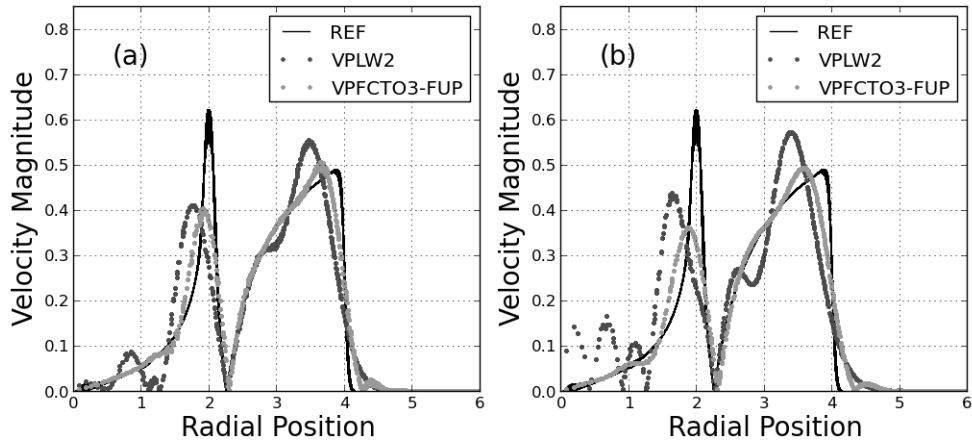 (a)
REF
VPLW2
VPFCTO3-FUP
Velocity Magnitude
0.8
0.7
0.6
0.5
0.4
0.3
0.2
0.1
0.0
0 1 2 3 4 5 6
Radial Position
(b)
REF
VPLW2
VPFCTO3-FUP
Velocity Magnitude
0.8
0.7
0.6
0.5
0.4
0.3
0.2
0.1
0.0
0 1 2 3 4 5 6
Radial Position